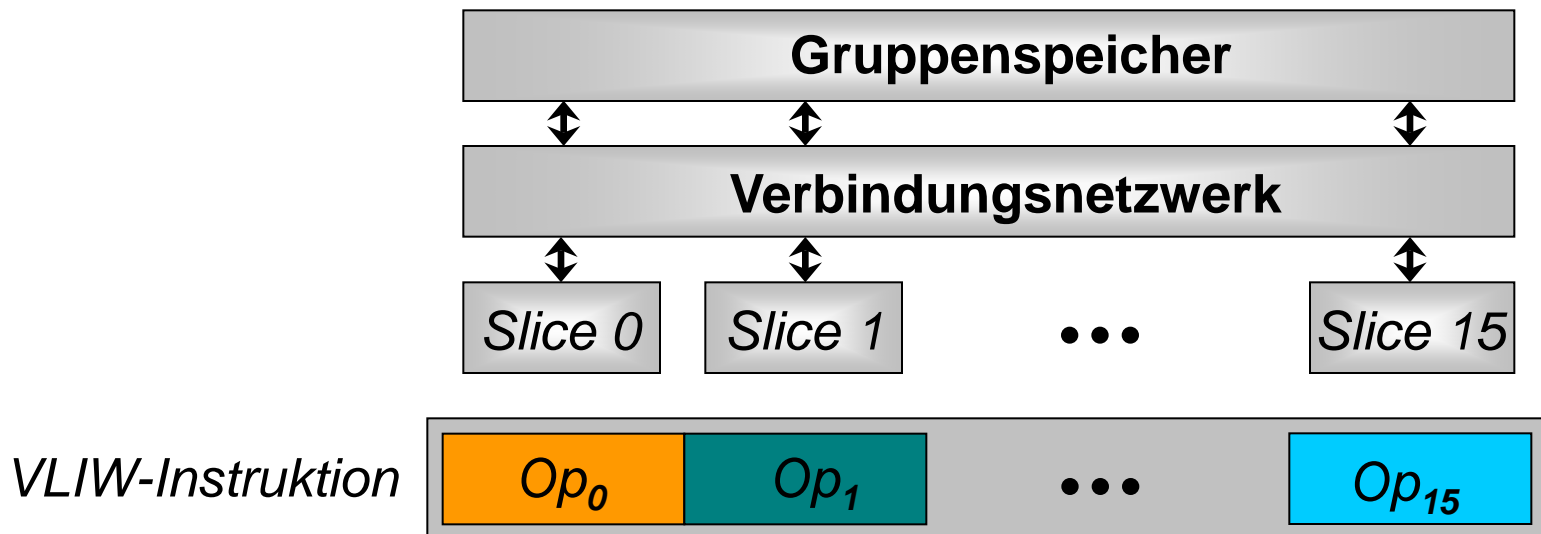 Gruppenspeicher
Verbindungsnetzwerk
Slice 0 Slice 1 ••• Slice 15
VLIW-Instruktion Op0 Op1 ••• Op15